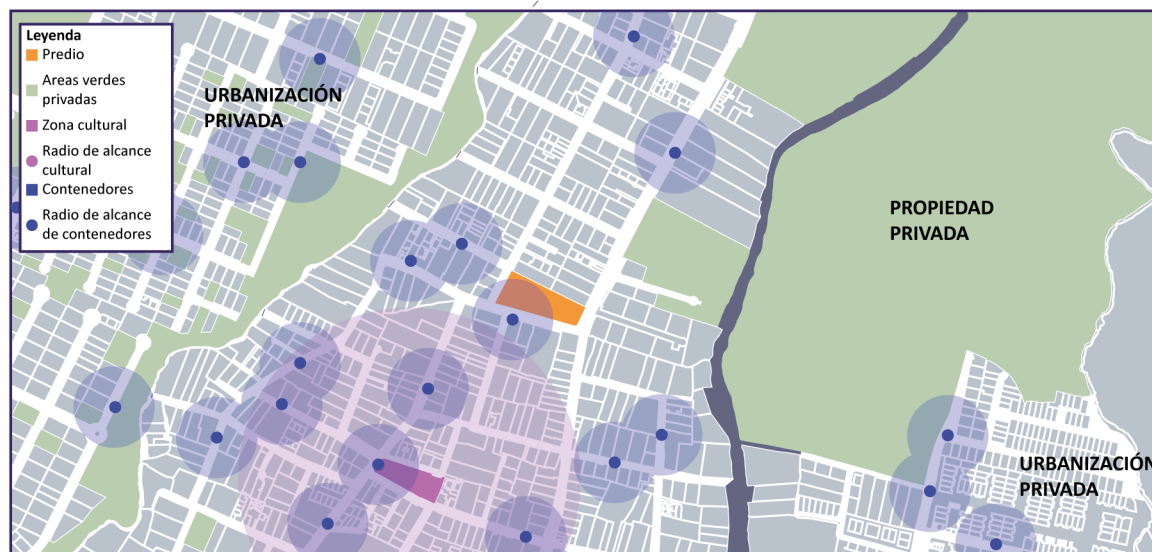 Leyenda
Predio
Areas verdes
privadas
Zona cultural
Radio de alcance
cultural
Contenedores
Radio de alcance
de contenedores
URBANIZACIÓN
PRIVADA
PROPIEDAD
PRIVADA
URBANIZACIÓN
PRIVADA